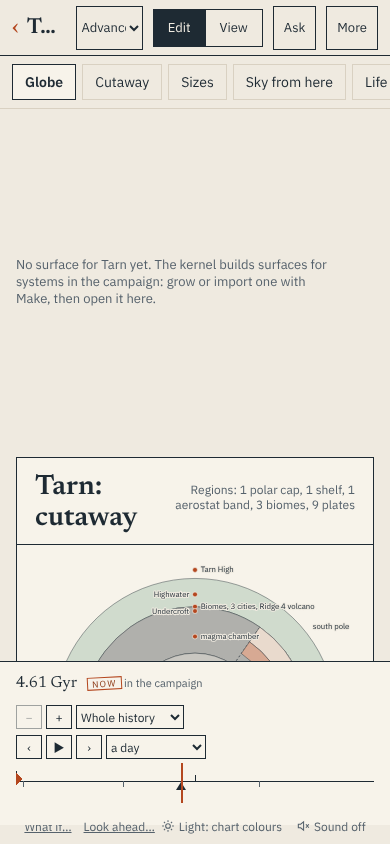 ‹ T... Advanc Edit View Ask More
Globe Cutaway Sizes Sky from here Life
No surface for Tarn yet. The kernel builds surfaces for
systems in the campaign: grow or import one with
Make, then open it here.
Tarn:
cutaway
Regions: 1 polar cap, 1 shelf, 1
aerostat band, 3 biomes, 9 plates
Tarn High
Highwater
Biomes, 3 cities, Ridge 4 volcano
Undercroft
south pole
magma chamber
4.61 Gyr NOW in the campaign
− + Whole history
‹ ▶ › a day
What if... Look ahead... Light: chart colours Sound off